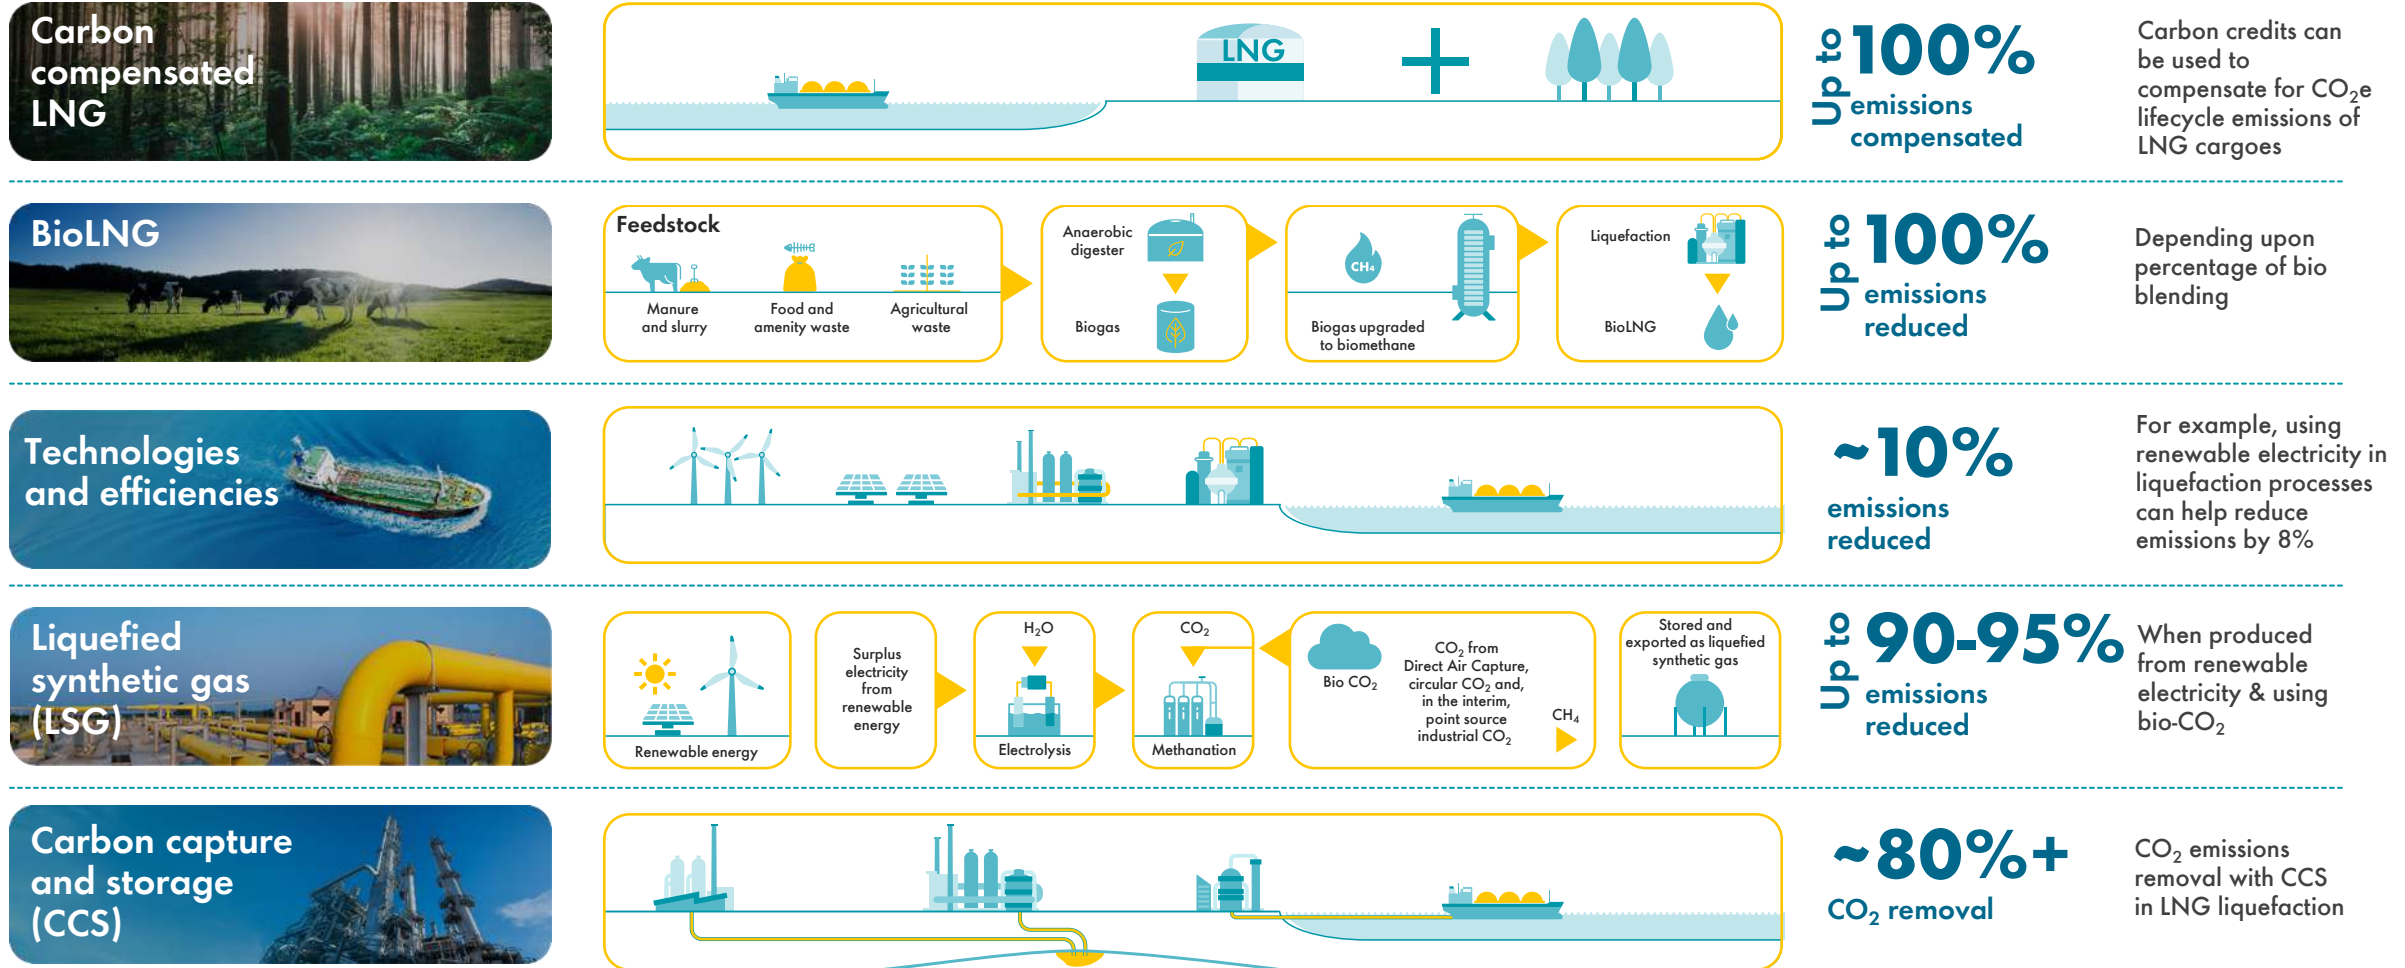 Carbon
compensated
LNG
LNG
Up to
100%
emissions
compensated
Carbon credits can
be used to
compensate for CO₂e
lifecycle emissions of
LNG cargoes
BioLNG
Feedstock
Manure
and slurry
Food and
amenity waste
Agricultural
waste
Anaerobic
digester
Biogas
CH₄
Biogas upgraded
to biomethane
Liquefaction
BioLNG
Up to
100%
emissions
reduced
Depending upon
percentage of bio
blending
Technologies
and efficiencies
~10%
emissions
reduced
For example, using
renewable electricity in
liquefaction processes
can help reduce
emissions by 8%
Liquefied
synthetic gas
(LSG)
Renewable energy
Surplus
electricity
from
renewable
energy
H₂O
Electrolysis
CO₂
Methanation
Bio CO₂
CO₂ from
Direct Air Capture,
circular CO₂ and,
in the interim,
point source
industrial CO₂
CH₄
Stored and
exported as liquefied
synthetic gas
Up to
90-95%
emissions
reduced
When produced
from renewable
electricity & using
bio-CO₂
Carbon capture
and storage
(CCS)
~80%+
CO₂ removal
CO₂ emissions
removal with CCS
in LNG liquefaction